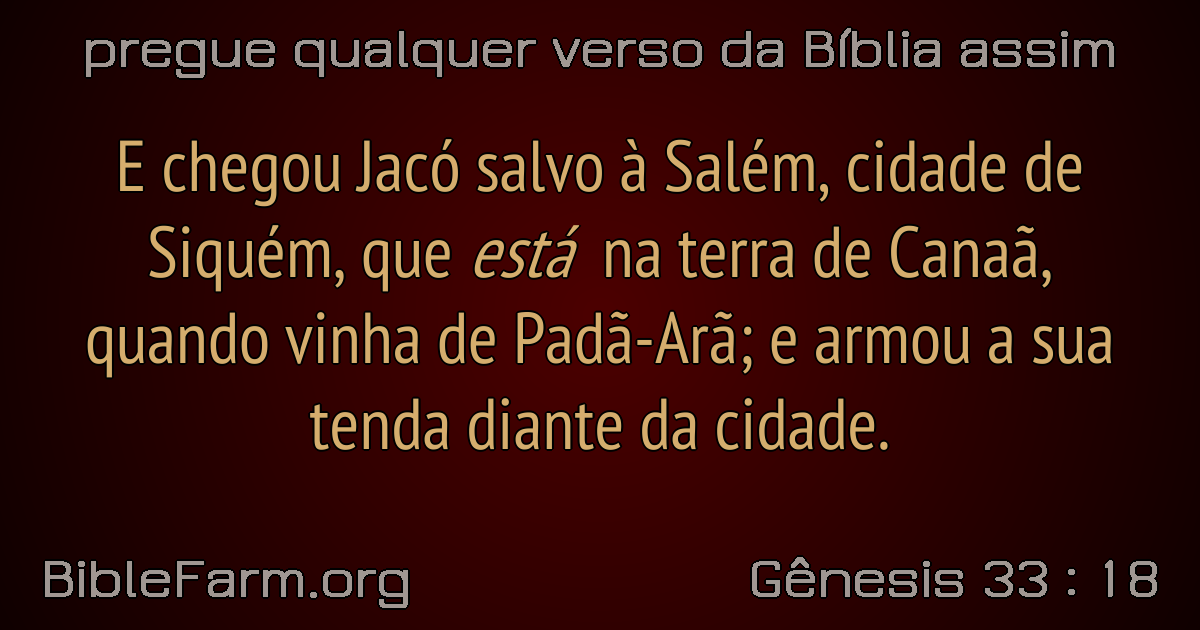 pregue qualquer verso da Bíblia assim
E chegou Jacó salvo à Salém, cidade de
Siquém, que está na terra de Canaã,
quando vinha de Padã-Arã; e armou a sua
tenda diante da cidade.
BibleFarm.org
Gênesis 33 : 18